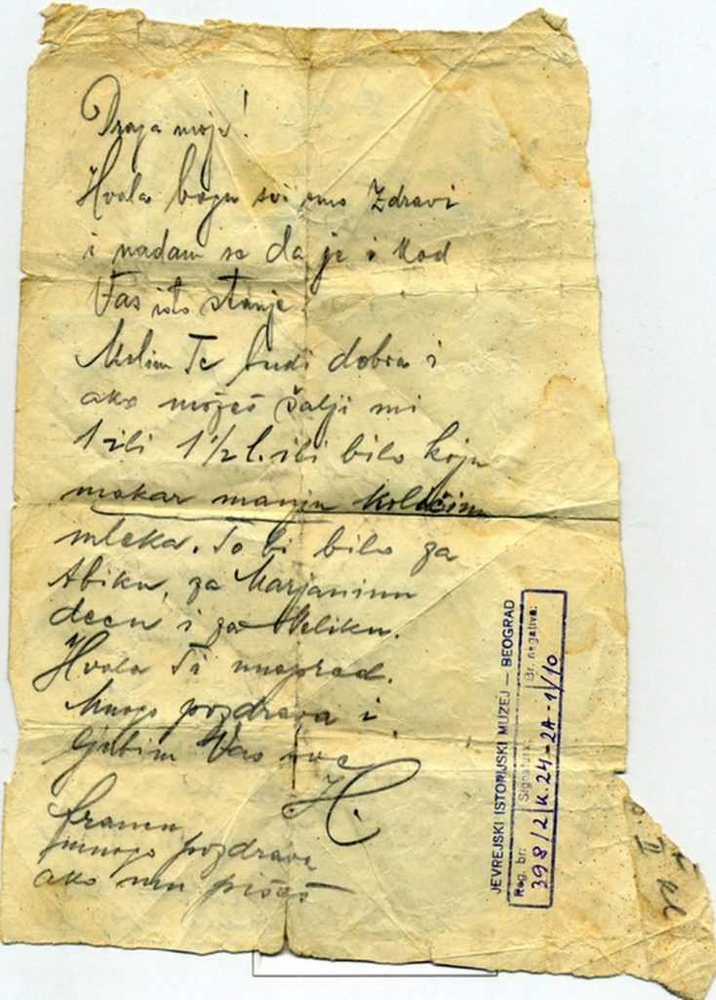 Draga moja!
Hvala bogu svi smo zdravi
i nadam se da je i kod
Vas isto stanje.
Molim Te budi dobra i
ako možeš šalji mi
1 ili 1 1/2 l. ili bilo koju
makar manju količinu
mleka. To bi bilo za
Abiku, za Marjaninu
decu i za Veliku.
Hvala Ti unapred.
Mnogo pozdrava i
ljubim Vas sve
H.
mnogo pozdrava
ako mu pišeš
JEVREJSKI ISTORIJSKI MUZEJ — BEOGRAD
Reg. br: Signatura: Br. negativa:
398/2 K.24-2A-1/10